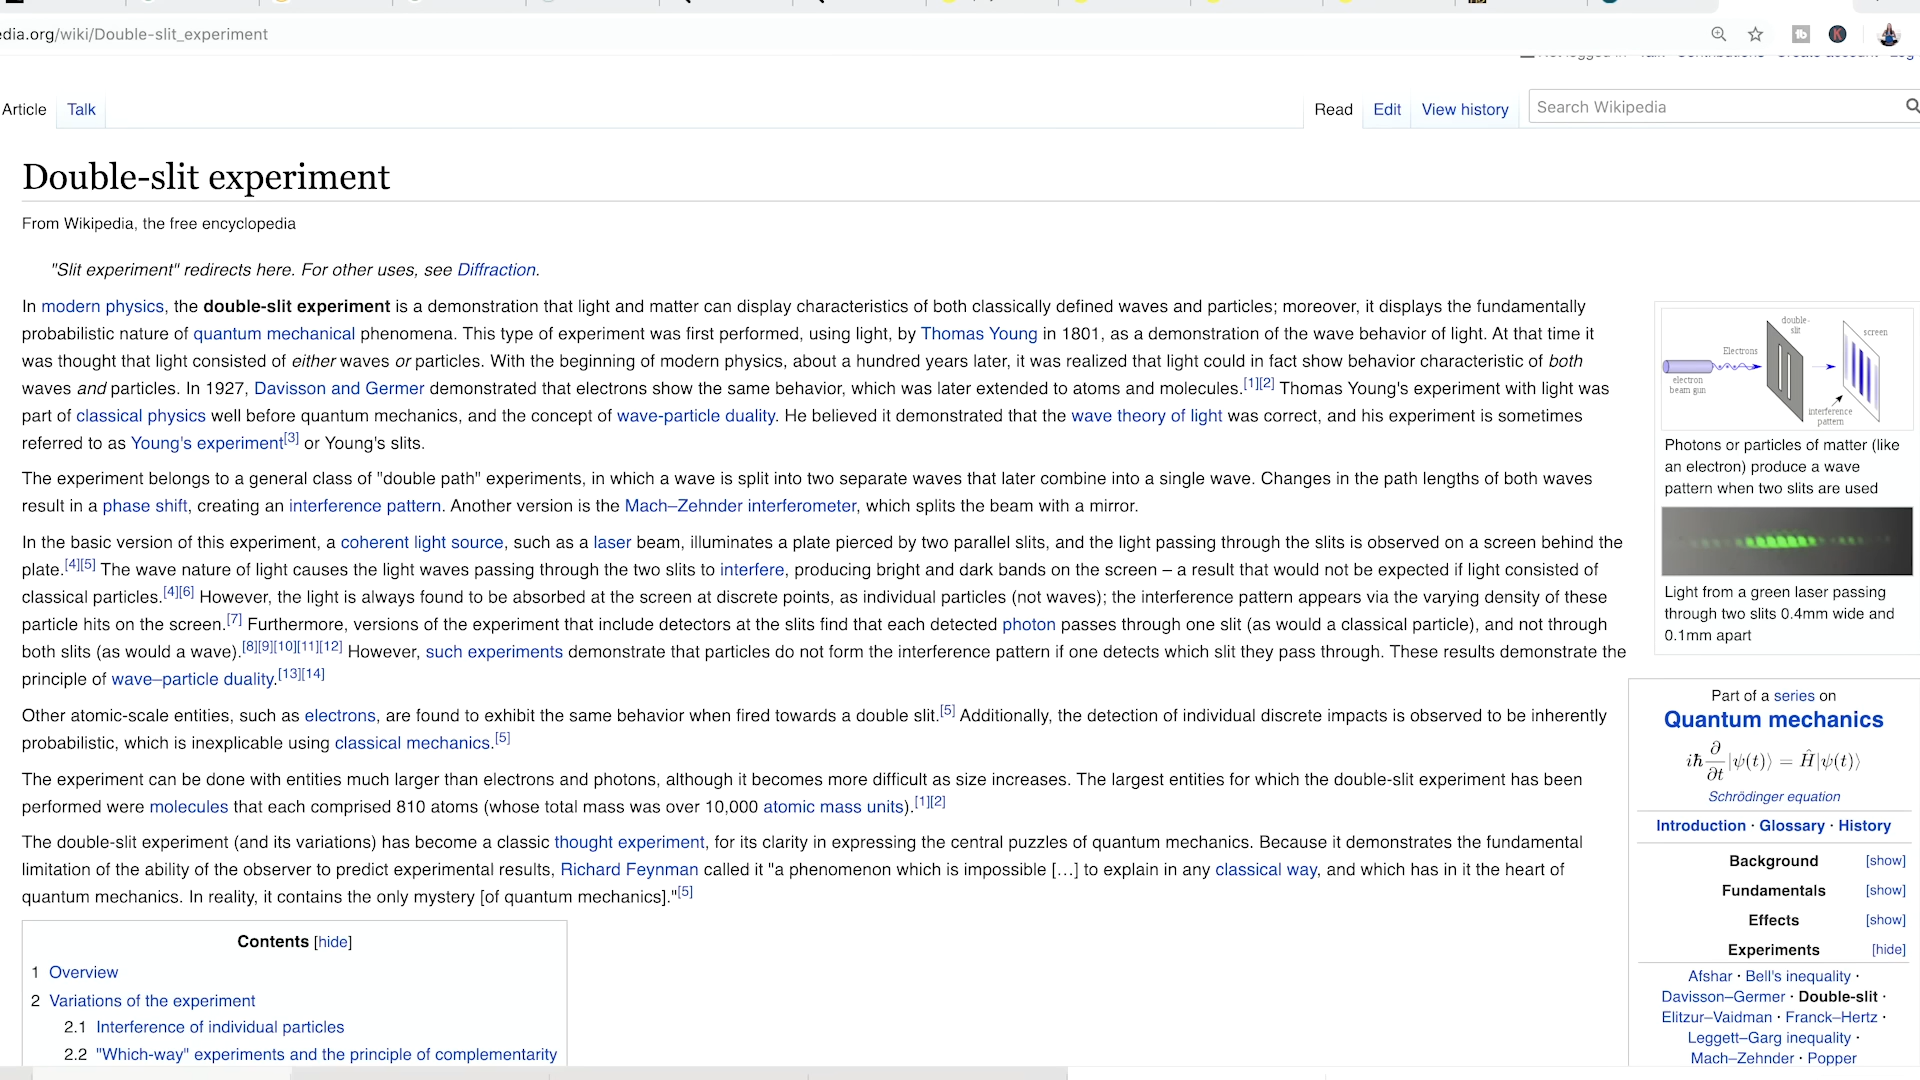 edia.org/wiki/Double-slit_experiment
Article Talk Read Edit View history Search Wikipedia
Double-slit experiment
From Wikipedia, the free encyclopedia
"Slit experiment" redirects here. For other uses, see Diffraction.
In modern physics, the double-slit experiment is a demonstration that light and matter can display characteristics of both classically defined waves and particles; moreover, it displays the fundamentally
probabilistic nature of quantum mechanical phenomena. This type of experiment was first performed, using light, by Thomas Young in 1801, as a demonstration of the wave behavior of light. At that time it
was thought that light consisted of either waves or particles. With the beginning of modern physics, about a hundred years later, it was realized that light could in fact show behavior characteristic of both
waves and particles. In 1927, Davisson and Germer demonstrated that electrons show the same behavior, which was later extended to atoms and molecules.[1][2] Thomas Young's experiment with light was
part of classical physics well before quantum mechanics, and the concept of wave-particle duality. He believed it demonstrated that the wave theory of light was correct, and his experiment is sometimes
referred to as Young's experiment[3] or Young's slits.
The experiment belongs to a general class of "double path" experiments, in which a wave is split into two separate waves that later combine into a single wave. Changes in the path lengths of both waves
result in a phase shift, creating an interference pattern. Another version is the Mach–Zehnder interferometer, which splits the beam with a mirror.
In the basic version of this experiment, a coherent light source, such as a laser beam, illuminates a plate pierced by two parallel slits, and the light passing through the slits is observed on a screen behind the
plate.[4][5] The wave nature of light causes the light waves passing through the two slits to interfere, producing bright and dark bands on the screen – a result that would not be expected if light consisted of
classical particles.[4][6] However, the light is always found to be absorbed at the screen at discrete points, as individual particles (not waves); the interference pattern appears via the varying density of these
particle hits on the screen.[7] Furthermore, versions of the experiment that include detectors at the slits find that each detected photon passes through one slit (as would a classical particle), and not through
both slits (as would a wave).[8][9][10][11][12] However, such experiments demonstrate that particles do not form the interference pattern if one detects which slit they pass through. These results demonstrate the
principle of wave–particle duality.[13][14]
Other atomic-scale entities, such as electrons, are found to exhibit the same behavior when fired towards a double slit.[5] Additionally, the detection of individual discrete impacts is observed to be inherently
probabilistic, which is inexplicable using classical mechanics.[5]
The experiment can be done with entities much larger than electrons and photons, although it becomes more difficult as size increases. The largest entities for which the double-slit experiment has been
performed were molecules that each comprised 810 atoms (whose total mass was over 10,000 atomic mass units).[1][2]
The double-slit experiment (and its variations) has become a classic thought experiment, for its clarity in expressing the central puzzles of quantum mechanics. Because it demonstrates the fundamental
limitation of the ability of the observer to predict experimental results, Richard Feynman called it "a phenomenon which is impossible […] to explain in any classical way, and which has in it the heart of
quantum mechanics. In reality, it contains the only mystery [of quantum mechanics]."[5]
Contents [hide]
1 Overview
2 Variations of the experiment
2.1 Interference of individual particles
2.2 "Which-way" experiments and the principle of complementarity
double-
slit
screen
Electrons
electron
beam gun
interference
pattern
Photons or particles of matter (like
an electron) produce a wave
pattern when two slits are used
Light from a green laser passing
through two slits 0.4mm wide and
0.1mm apart
Part of a series on
Quantum mechanics
iħ ∂/∂t |ψ(t)⟩ = Ĥ|ψ(t)⟩
Schrödinger equation
Introduction · Glossary · History
Background [show]
Fundamentals [show]
Effects [show]
Experiments [hide]
Afshar · Bell's inequality ·
Davisson–Germer · Double-slit ·
Elitzur–Vaidman · Franck–Hertz ·
Leggett–Garg inequality ·
Mach–Zehnder · Popper